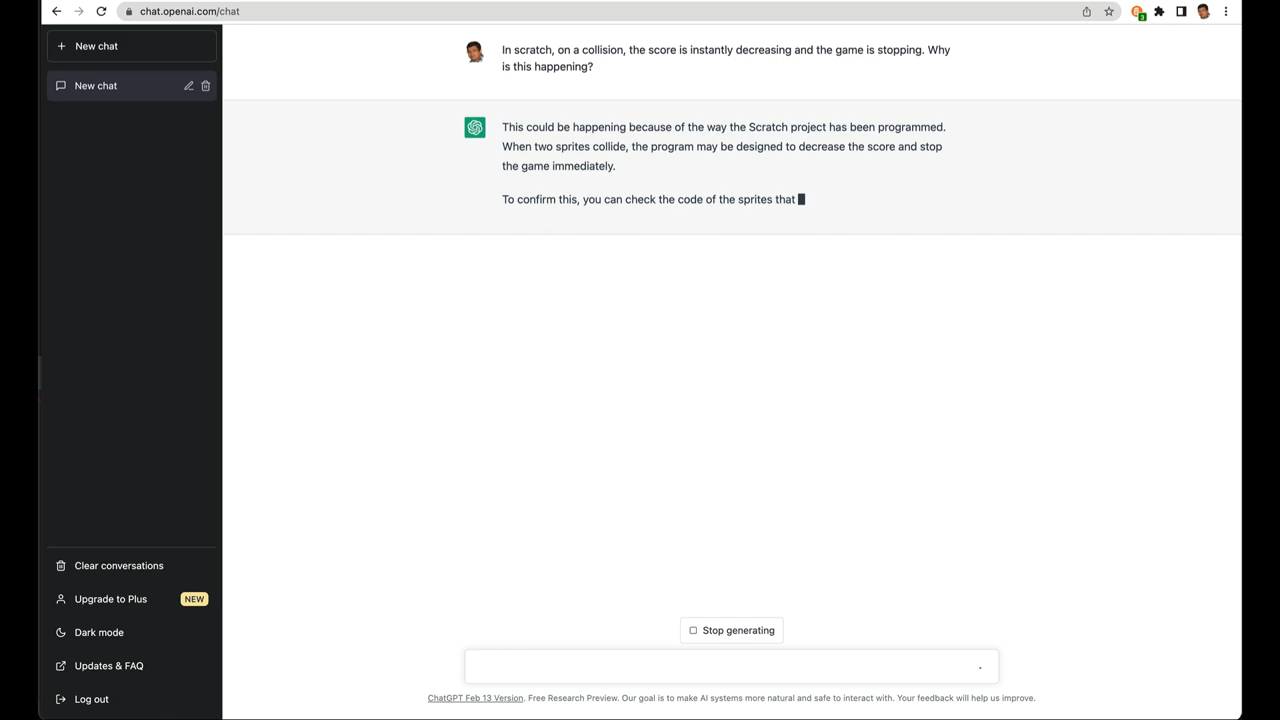 chat.openai.com/chat
3
New chat
New chat
Clear conversations
Upgrade to Plus
NEW
Dark mode
Updates & FAQ
Log out
In scratch, on a collision, the score is instantly decreasing and the game is stopping. Why
is this happening?
This could be happening because of the way the Scratch project has been programmed.
When two sprites collide, the program may be designed to decrease the score and stop
the game immediately.
To confirm this, you can check the code of the sprites that
Stop generating
ChatGPT Feb 13 Version. Free Research Preview. Our goal is to make AI systems more natural and safe to interact with. Your feedback will help us improve.